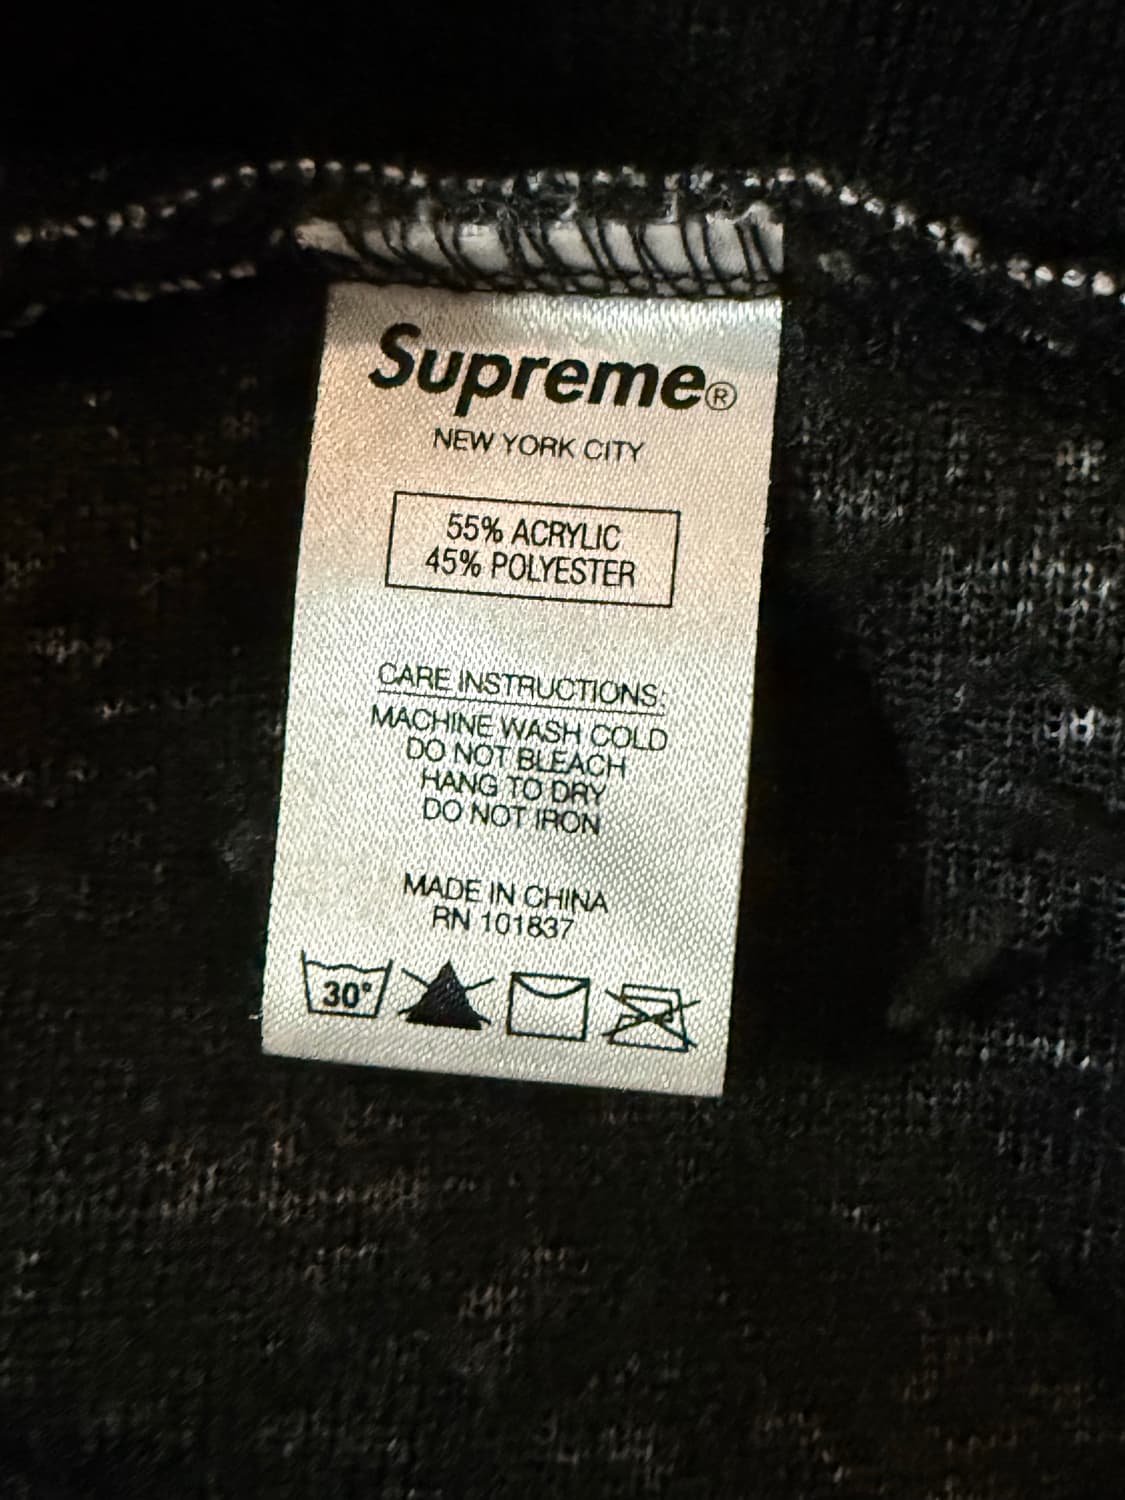 Supreme®
NEW YORK CITY
55% ACRYLIC
45% POLYESTER
CARE INSTRUCTIONS:
MACHINE WASH COLD
DO NOT BLEACH
HANG TO DRY
DO NOT IRON
MADE IN CHINA
RN 101837
30°